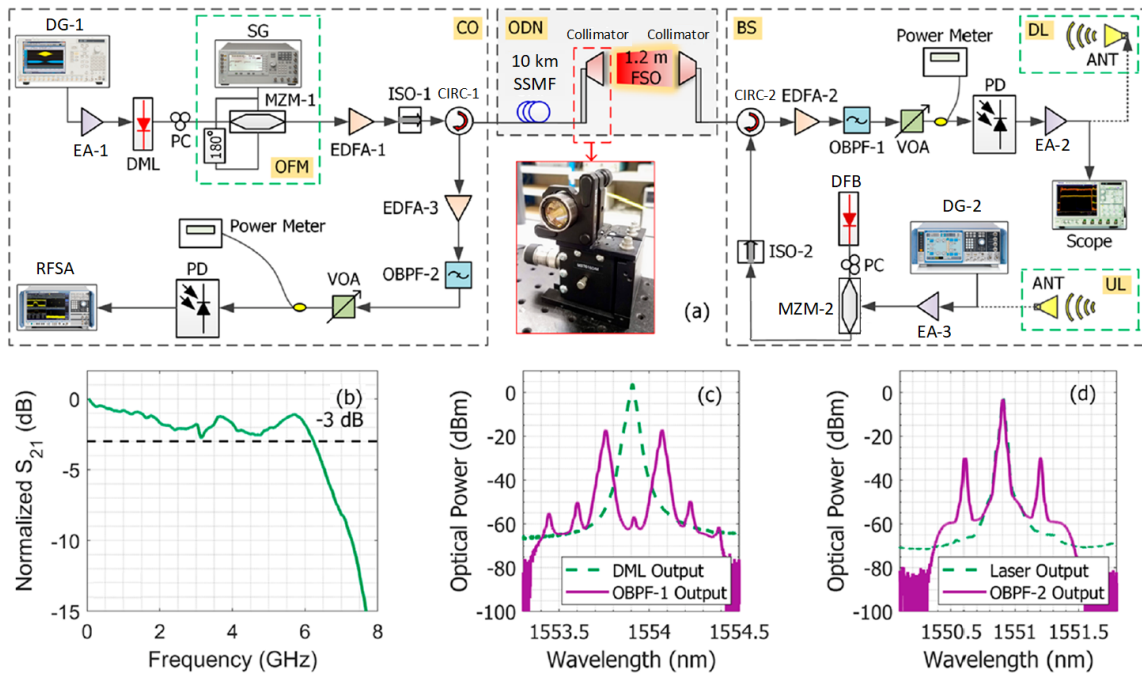 DG-1
SG
CO
ODN
BS
DL
Collimator
Collimator
Power Meter
ANT
10 km
SSMF
1.2 m
FSO
MZM-1
ISO-1
CIRC-1
CIRC-2
EDFA-2
PD
EA-1
DML
PC
180°
OFM
EDFA-1
OBPF-1
VOA
EA-2
EDFA-3
DFB
DG-2
Scope
Power Meter
ISO-2
PC
RFSA
PD
VOA
OBPF-2
(a)
MZM-2
EA-3
ANT
UL
(b)
-3 dB
Normalized S21 (dB)
0
-5
-10
-15
0
2
4
6
8
Frequency (GHz)
(c)
Optical Power (dBm)
0
-20
-40
-60
-80
-100
DML Output
OBPF-1 Output
1553.5
1554
1554.5
Wavelength (nm)
(d)
Optical Power (dBm)
0
-20
-40
-60
-80
-100
Laser Output
OBPF-2 Output
1550.5
1551
1551.5
Wavelength (nm)